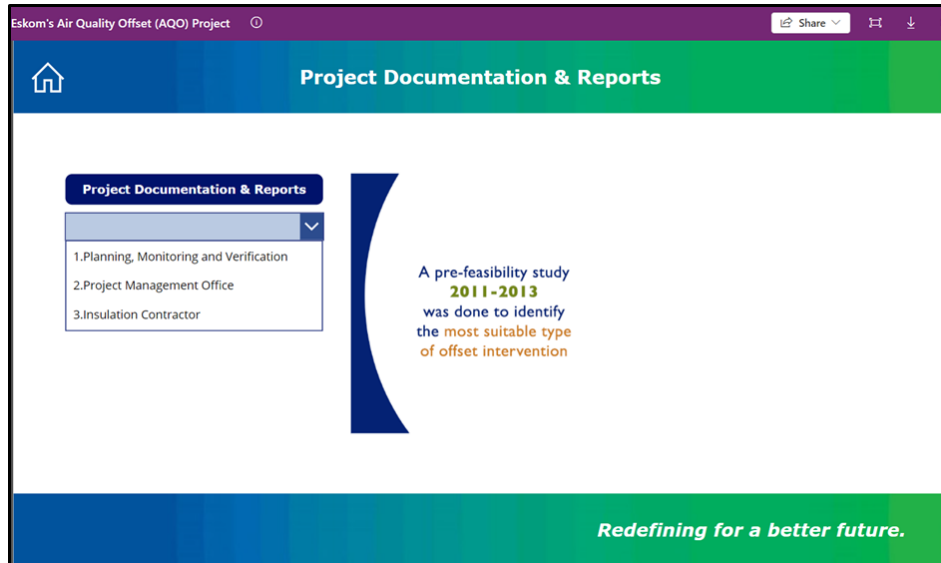 Eskom's Air Quality Offset (AQO) Project
Share
Project Documentation & Reports
Project Documentation & Reports
1.Planning, Monitoring and Verification
2.Project Management Office
3.Insulation Contractor
A pre-feasibility study
2011-2013
was done to identify
the most suitable type
of offset intervention
Redefining for a better future.